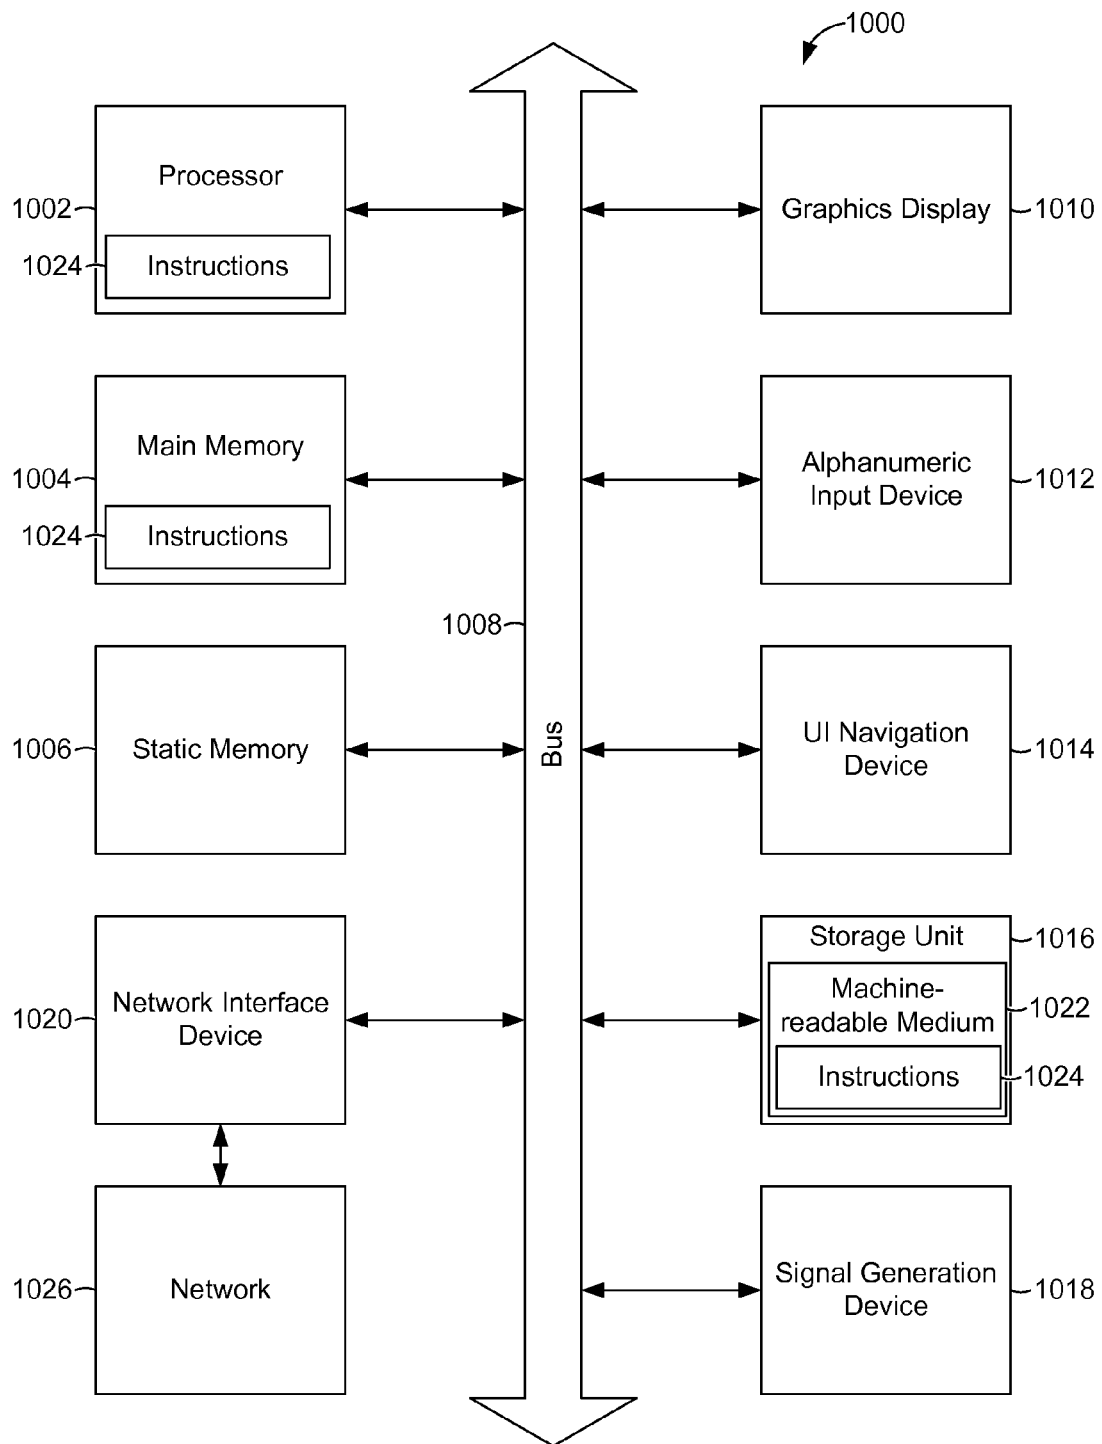 1000
Processor
1002
1024
Instructions
Graphics Display
1010
Main Memory
1004
1024
Instructions
Alphanumeric
Input Device
1012
1008
Static Memory
1006
Bus
UI Navigation
Device
1014
Network Interface
Device
1020
Storage Unit
1016
Machine-
readable Medium
1022
Instructions
1024
Network
1026
Signal Generation
Device
1018